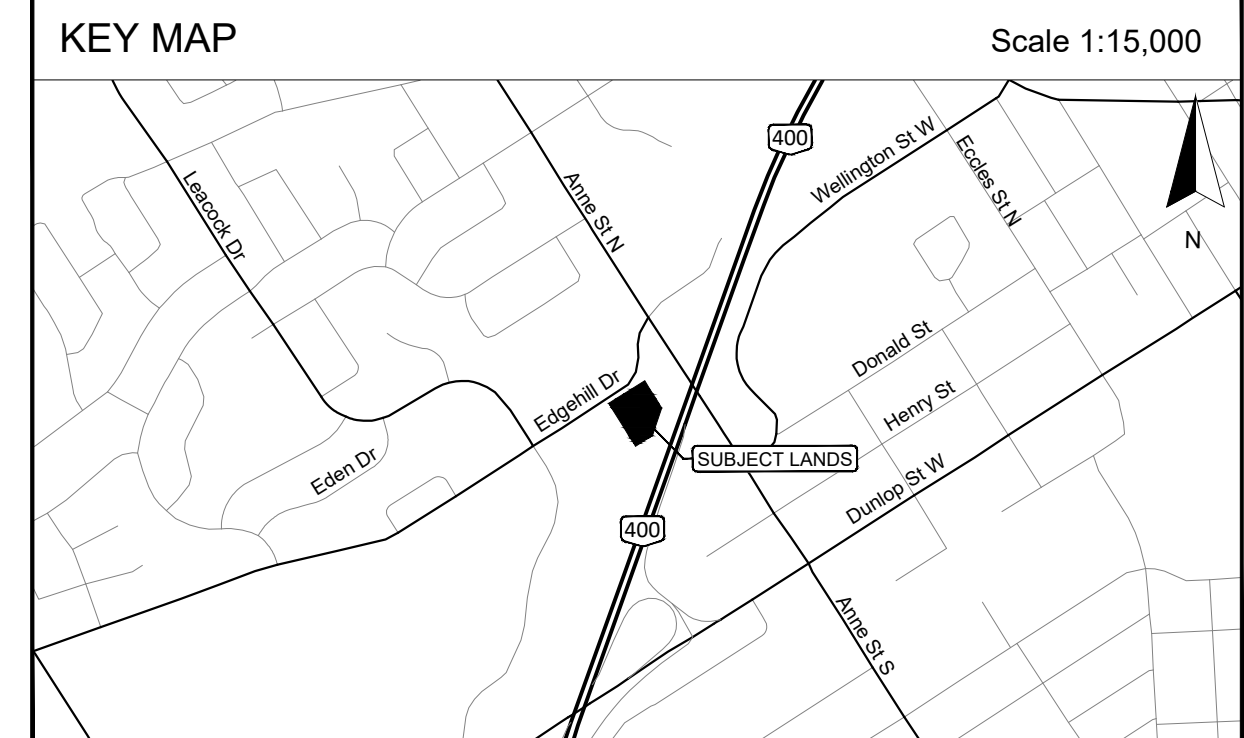 KEY MAP
Scale 1:15,000
400
Wellington St W
Eccles St N
Leacock Dr
Anne St N
N
Donald St
Edgehill Dr
Henry St
SUBJECT LANDS
Eden Dr
Dunlop St W
400
Anne St S